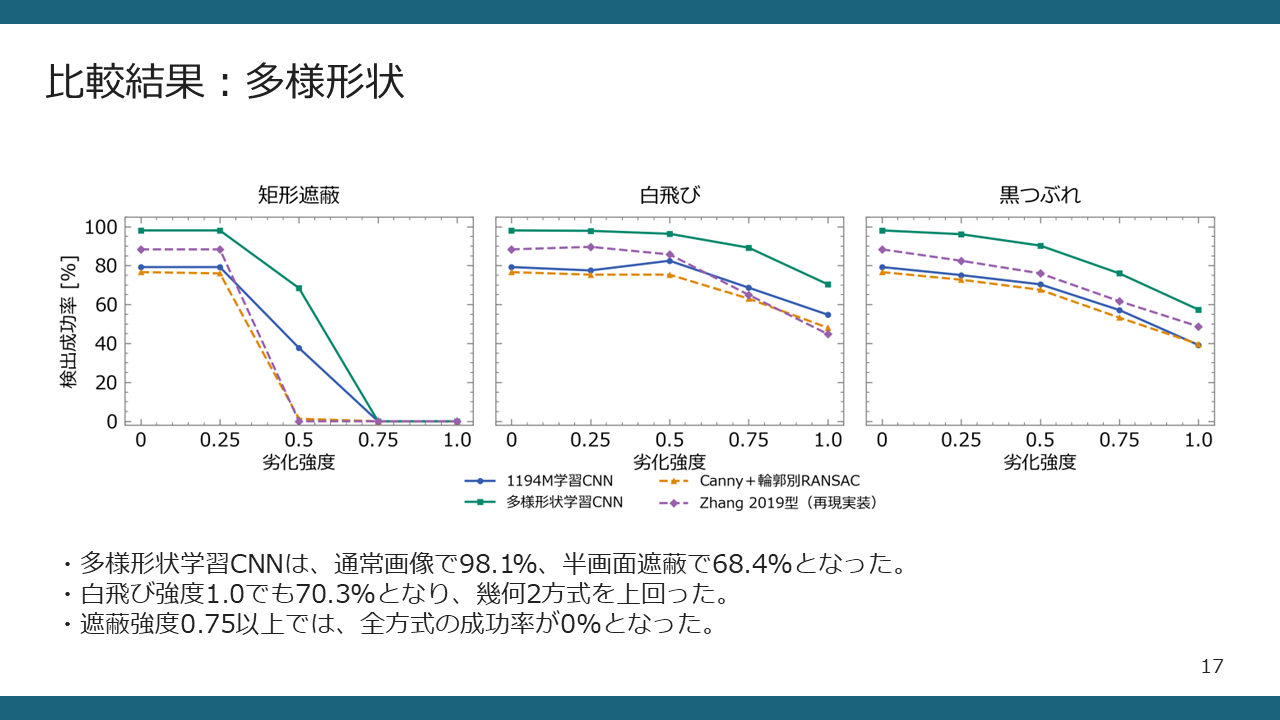 比較結果：多様形状
矩形遮蔽
白飛び
黒つぶれ
検出成功率 [%]
100
80
60
40
20
0
0 0.25 0.5 0.75 1.0
0 0.25 0.5 0.75 1.0
0 0.25 0.5 0.75 1.0
劣化強度
劣化強度
劣化強度
1194M学習CNN
多様形状学習CNN
Canny＋輪郭別RANSAC
Zhang 2019型（再現実装）
・多様形状学習CNNは、通常画像で98.1%、半画面遮蔽で68.4%となった。
・白飛び強度1.0でも70.3%となり、幾何2方式を上回った。
・遮蔽強度0.75以上では、全方式の成功率が0%となった。
17